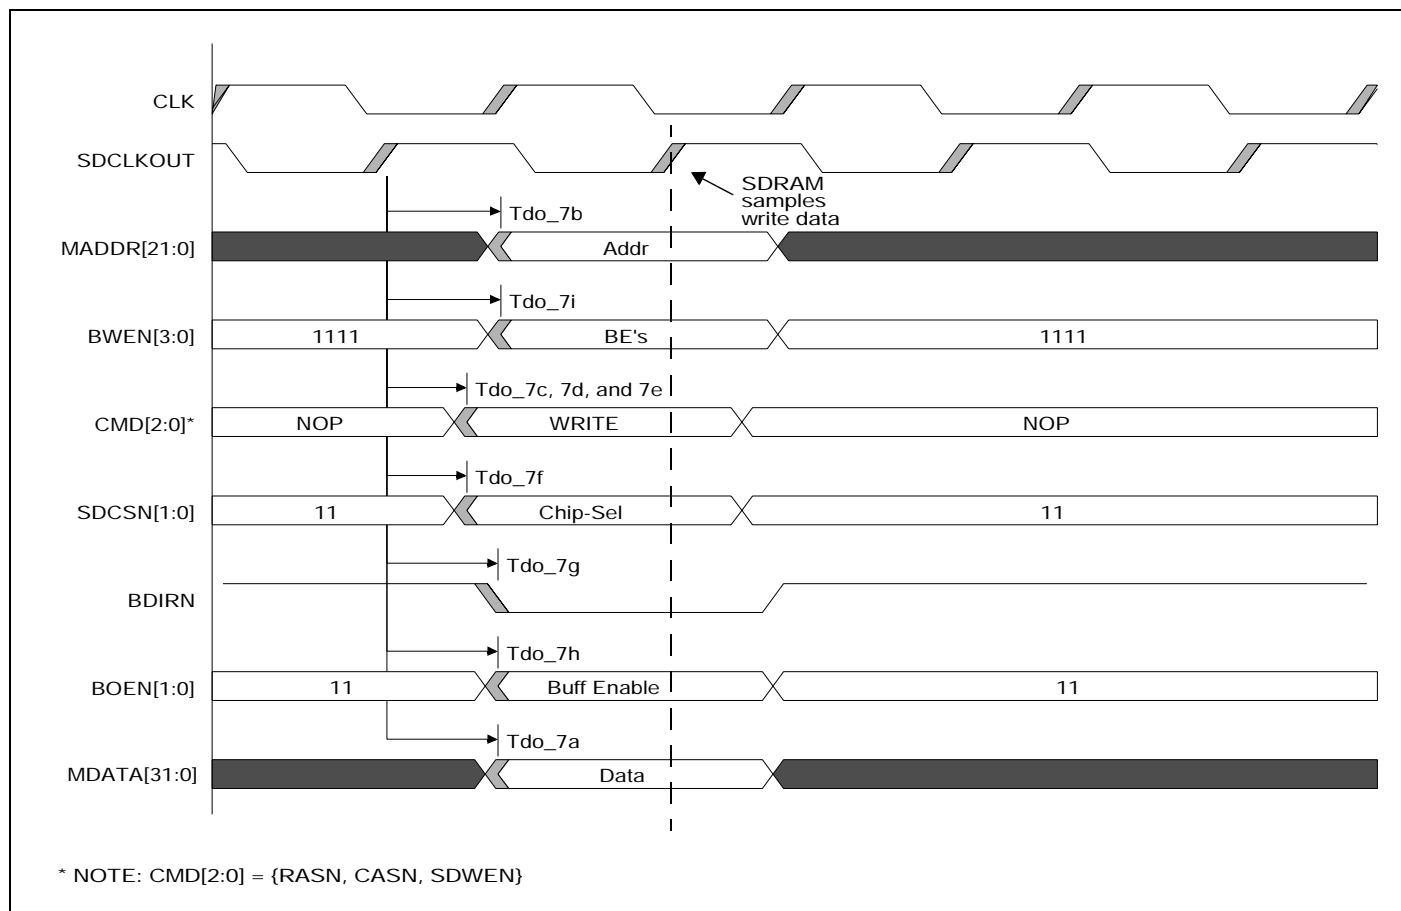 CLK
SDCLKOUT
SDRAM
samples
write data
Tdo_7b
MADDR[21:0]
Addr
Tdo_7i
BWEN[3:0]
1111
BE's
1111
Tdo_7c, 7d, and 7e
CMD[2:0]*
NOP
WRITE
NOP
Tdo_7f
SDCSN[1:0]
11
Chip-Sel
11
Tdo_7g
BDIRN
Tdo_7h
BOEN[1:0]
11
Buff Enable
11
Tdo_7a
MDATA[31:0]
Data
* NOTE: CMD[2:0] = {RASN, CASN, SDWEN}